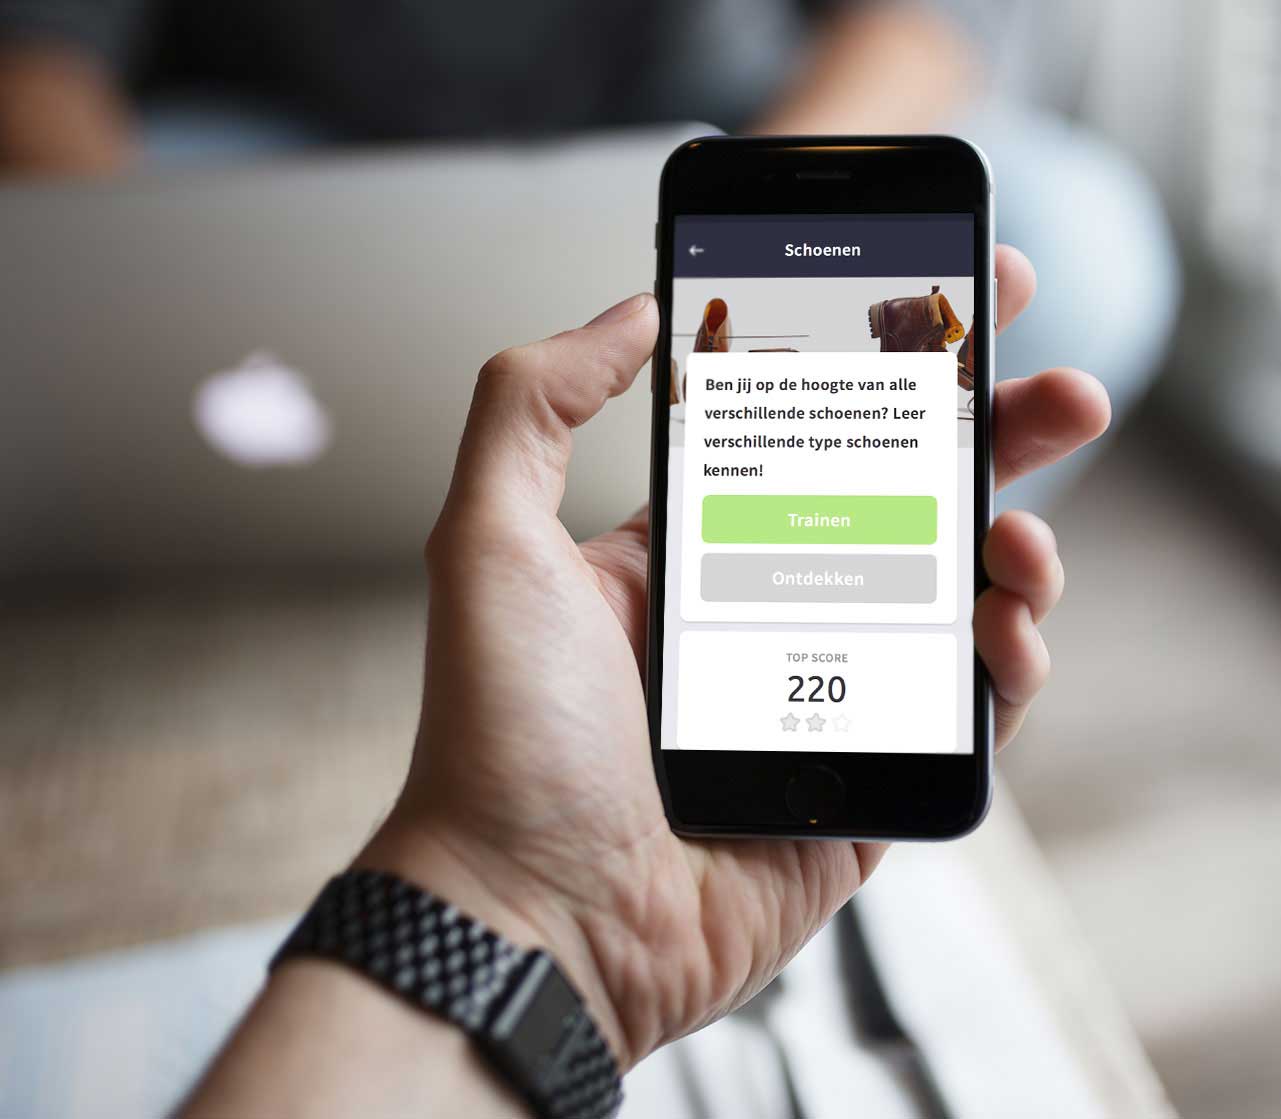 Schoenen
Ben jij op de hoogte van alle
verschillende schoenen? Leer
verschillende type schoenen
kennen!
Trainen
Ontdekken
TOP SCORE
220